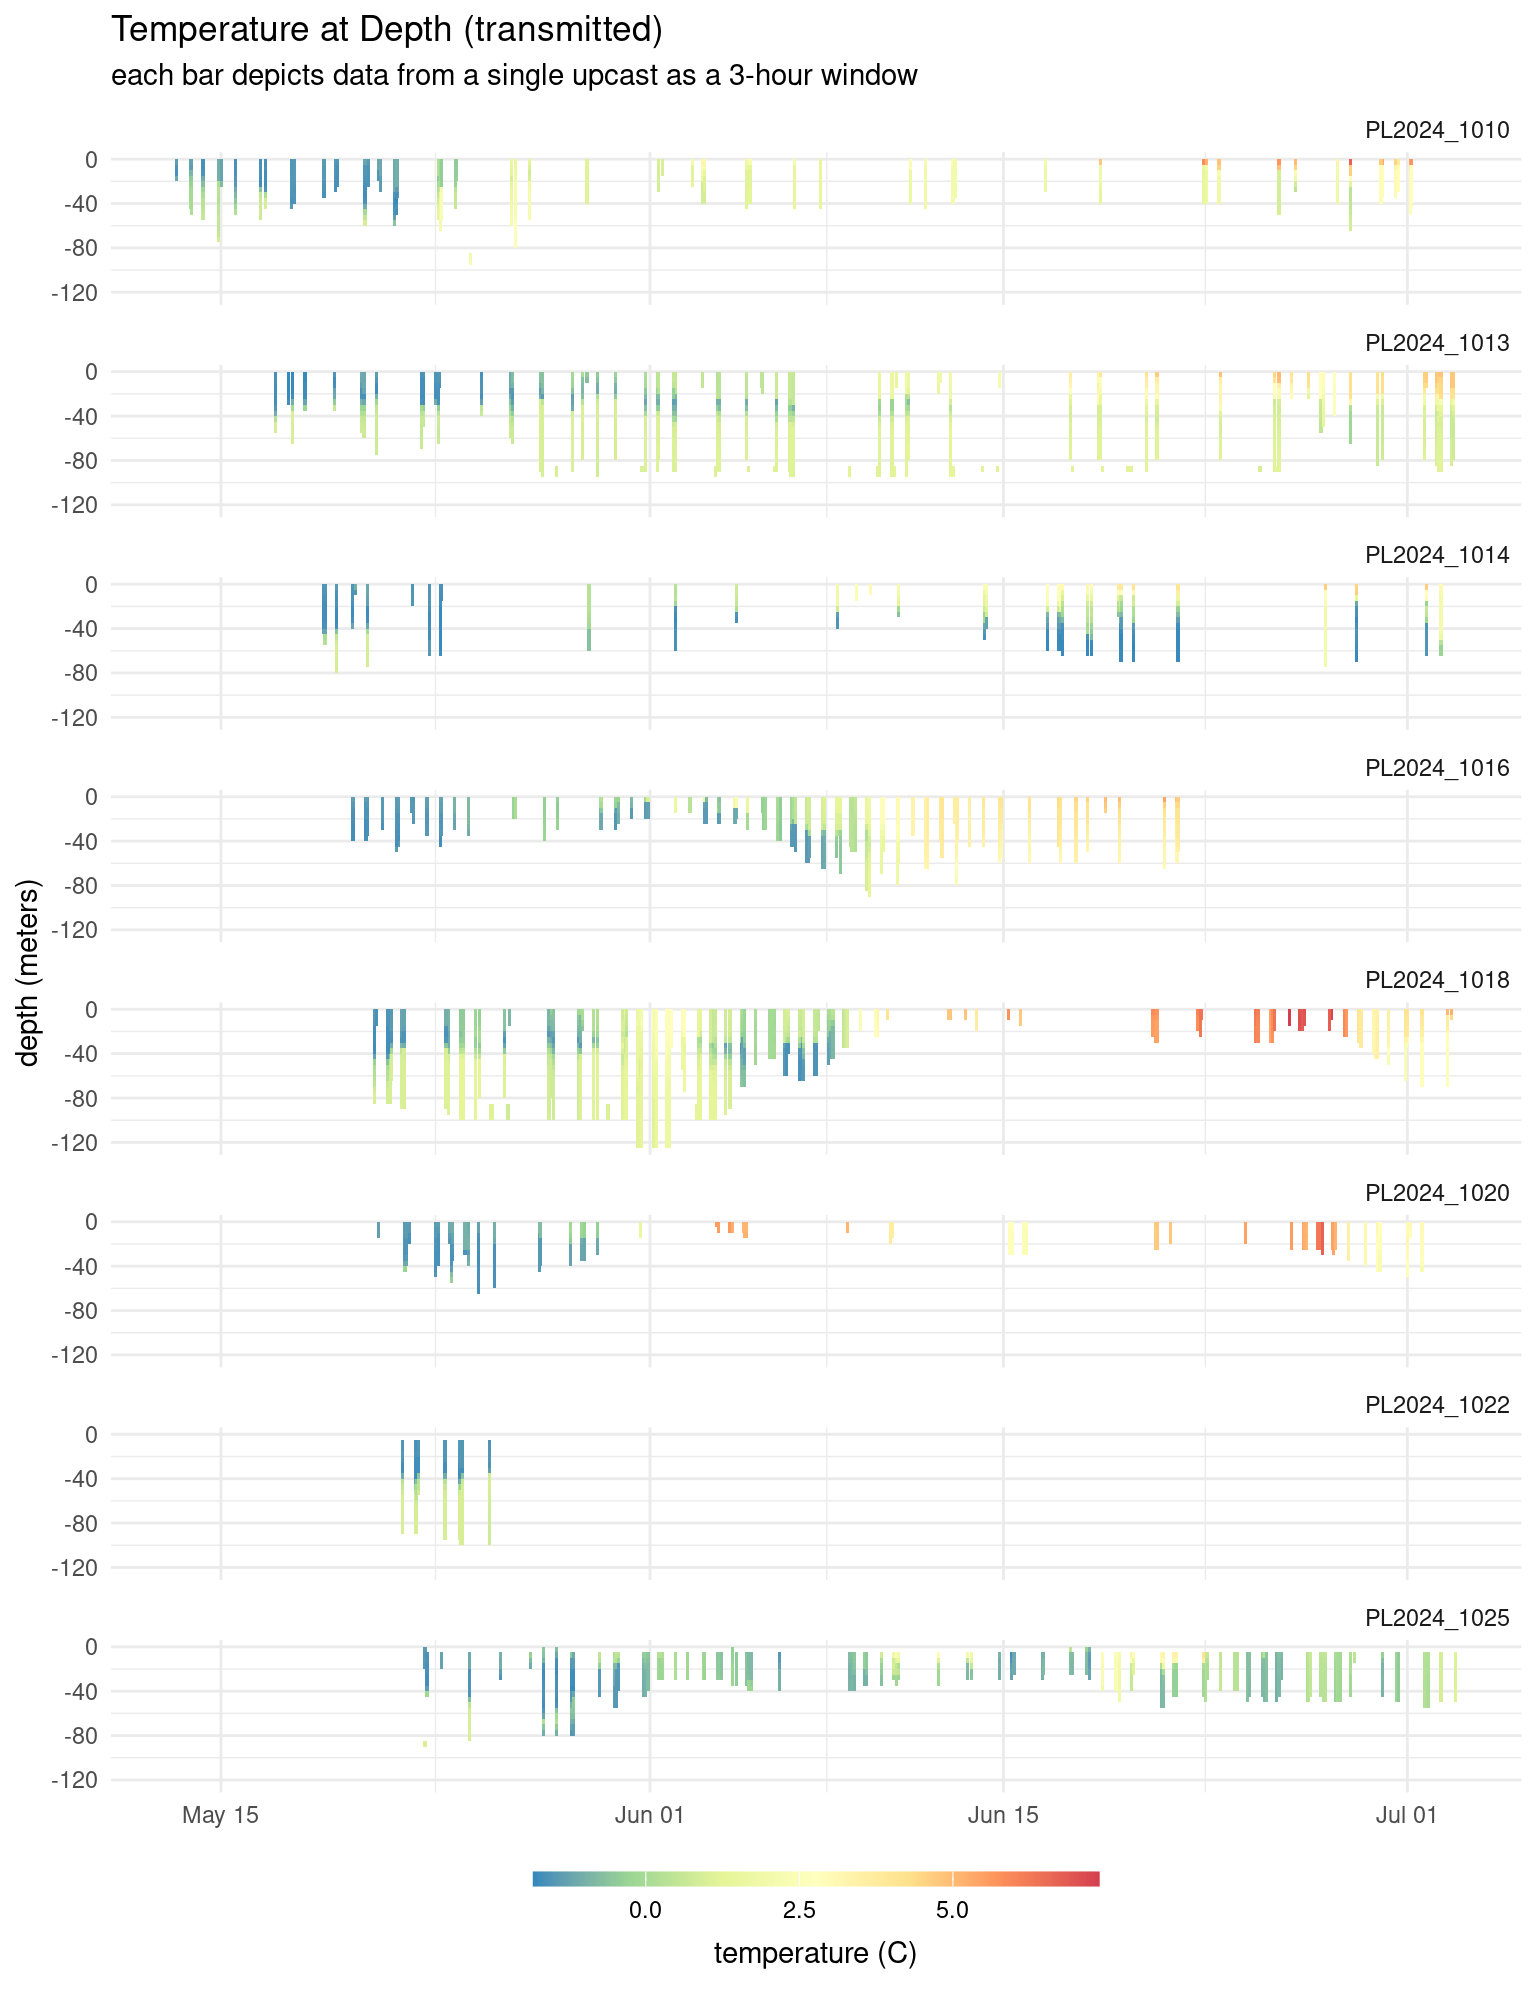 Temperature at Depth (transmitted)
each bar depicts data from a single upcast as a 3-hour window
PL2024_1010
0
-40
-80
-120
PL2024_1013
0
-40
-80
-120
PL2024_1014
0
-40
-80
-120
PL2024_1016
0
-40
-80
-120
depth (meters)
PL2024_1018
0
-40
-80
-120
PL2024_1020
0
-40
-80
-120
PL2024_1022
0
-40
-80
-120
PL2024_1025
0
-40
-80
-120
May 15 Jun 01 Jun 15 Jul 01
0.0 2.5 5.0
temperature (C)